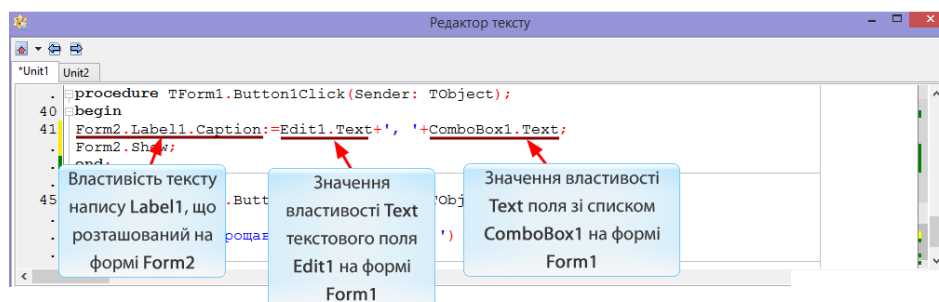 Редактор тексту
*Unit1 Unit2
procedure TForm1.Button1Click(Sender: TObject);
40 begin
41 Form2.Label1.Caption:=Edit1.Text+', '+ComboBox1.Text;
Form2.Show;
end;
45
Властивість тексту
напису Label1, що
розташований на
формі Form2
Значення
властивості Text
текстового поля
Edit1 на формі
Form1
Значення властивості
Text поля зі списком
ComboBox1 на формі
Form1